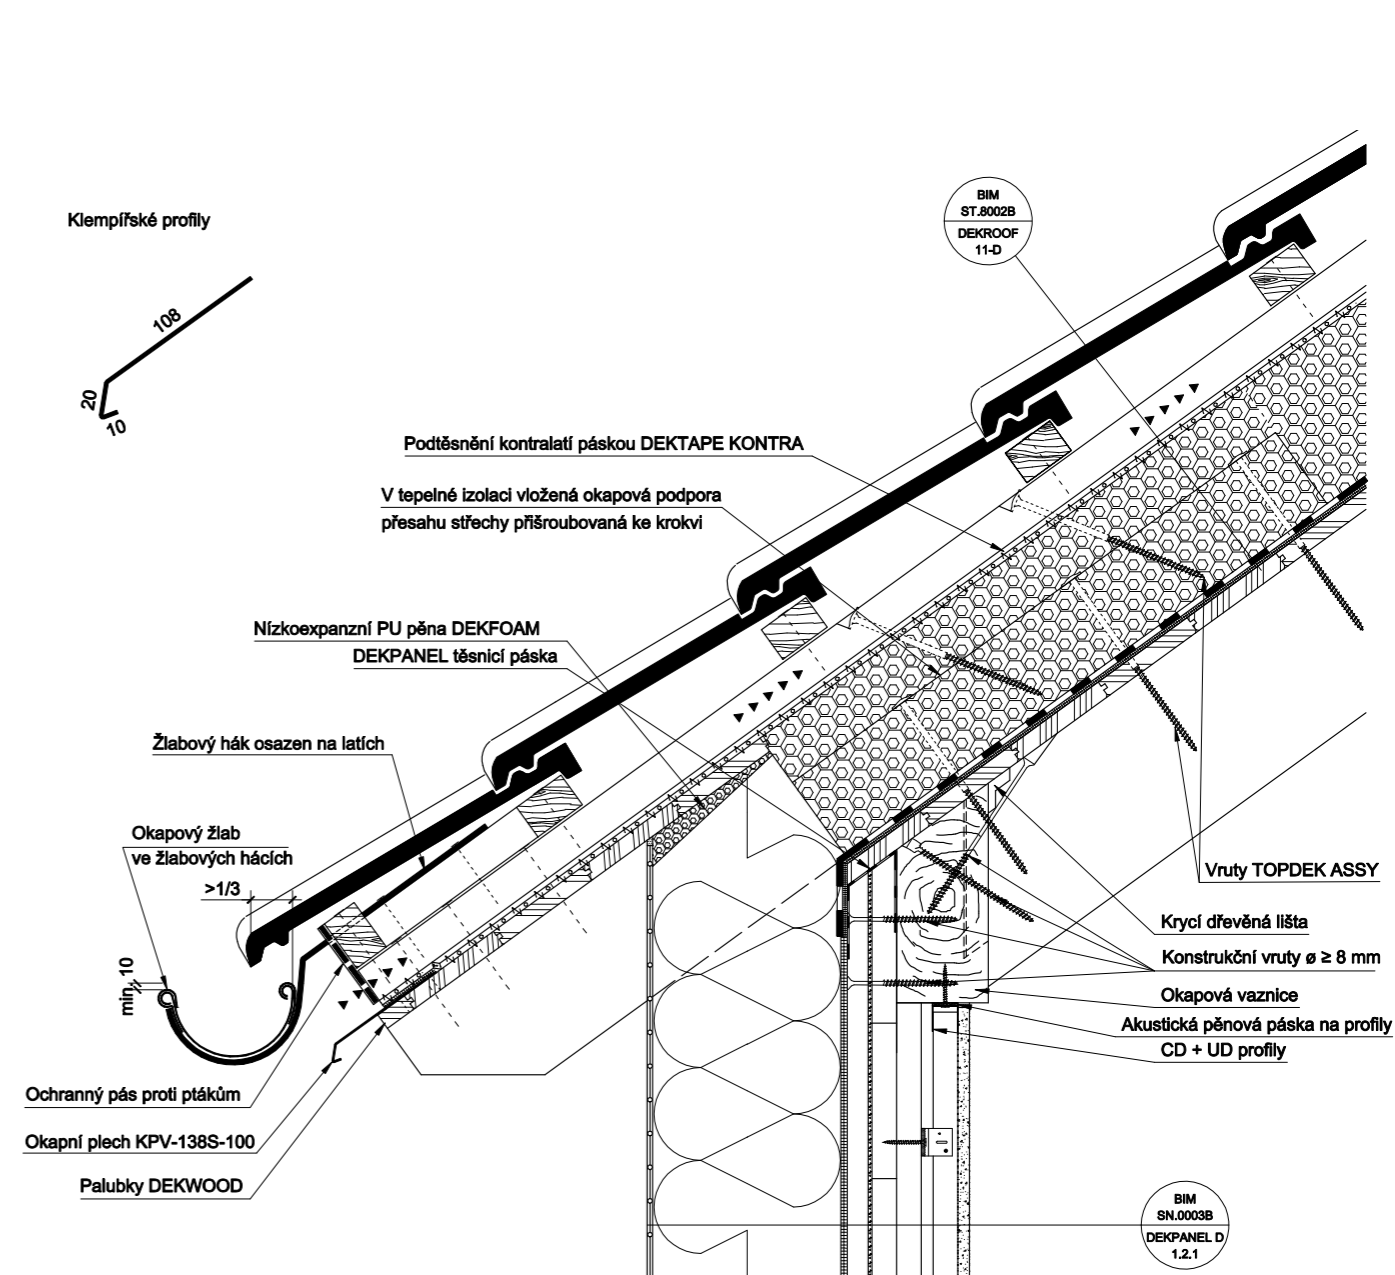 BIM
ST.8002B
DEKROOF
11-D
Klempířské profily
108
20
10
Podtěsnění kontralatí páskou DEKTAPE KONTRA
V tepelné izolaci vložená okapová podpora
přesahu střechy přišroubovaná ke krokvi
Nízkoexpanzní PU pěna DEKFOAM
DEKPANEL těsnicí páska
Žlabový hák osazen na latích
Okapový žlab
ve žlabových hácích
>1/3
min. 10
Vruty TOPDEK ASSY
Krycí dřevěná lišta
Konstrukční vruty ø ≥ 8 mm
Okapová vaznice
Akustická pěnová páska na profily
CD + UD profily
Ochranný pás proti ptákům
Okapní plech KPV-138S-100
Palubky DEKWOOD
BIM
SN.0003B
DEKPANEL D
1.2.1